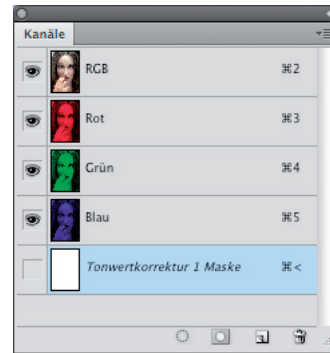 Kanäle
RGB ⌘2
Rot ⌘3
Grün ⌘4
Blau ⌘5
Tonwertkorrektur 1 Maske ⌘<